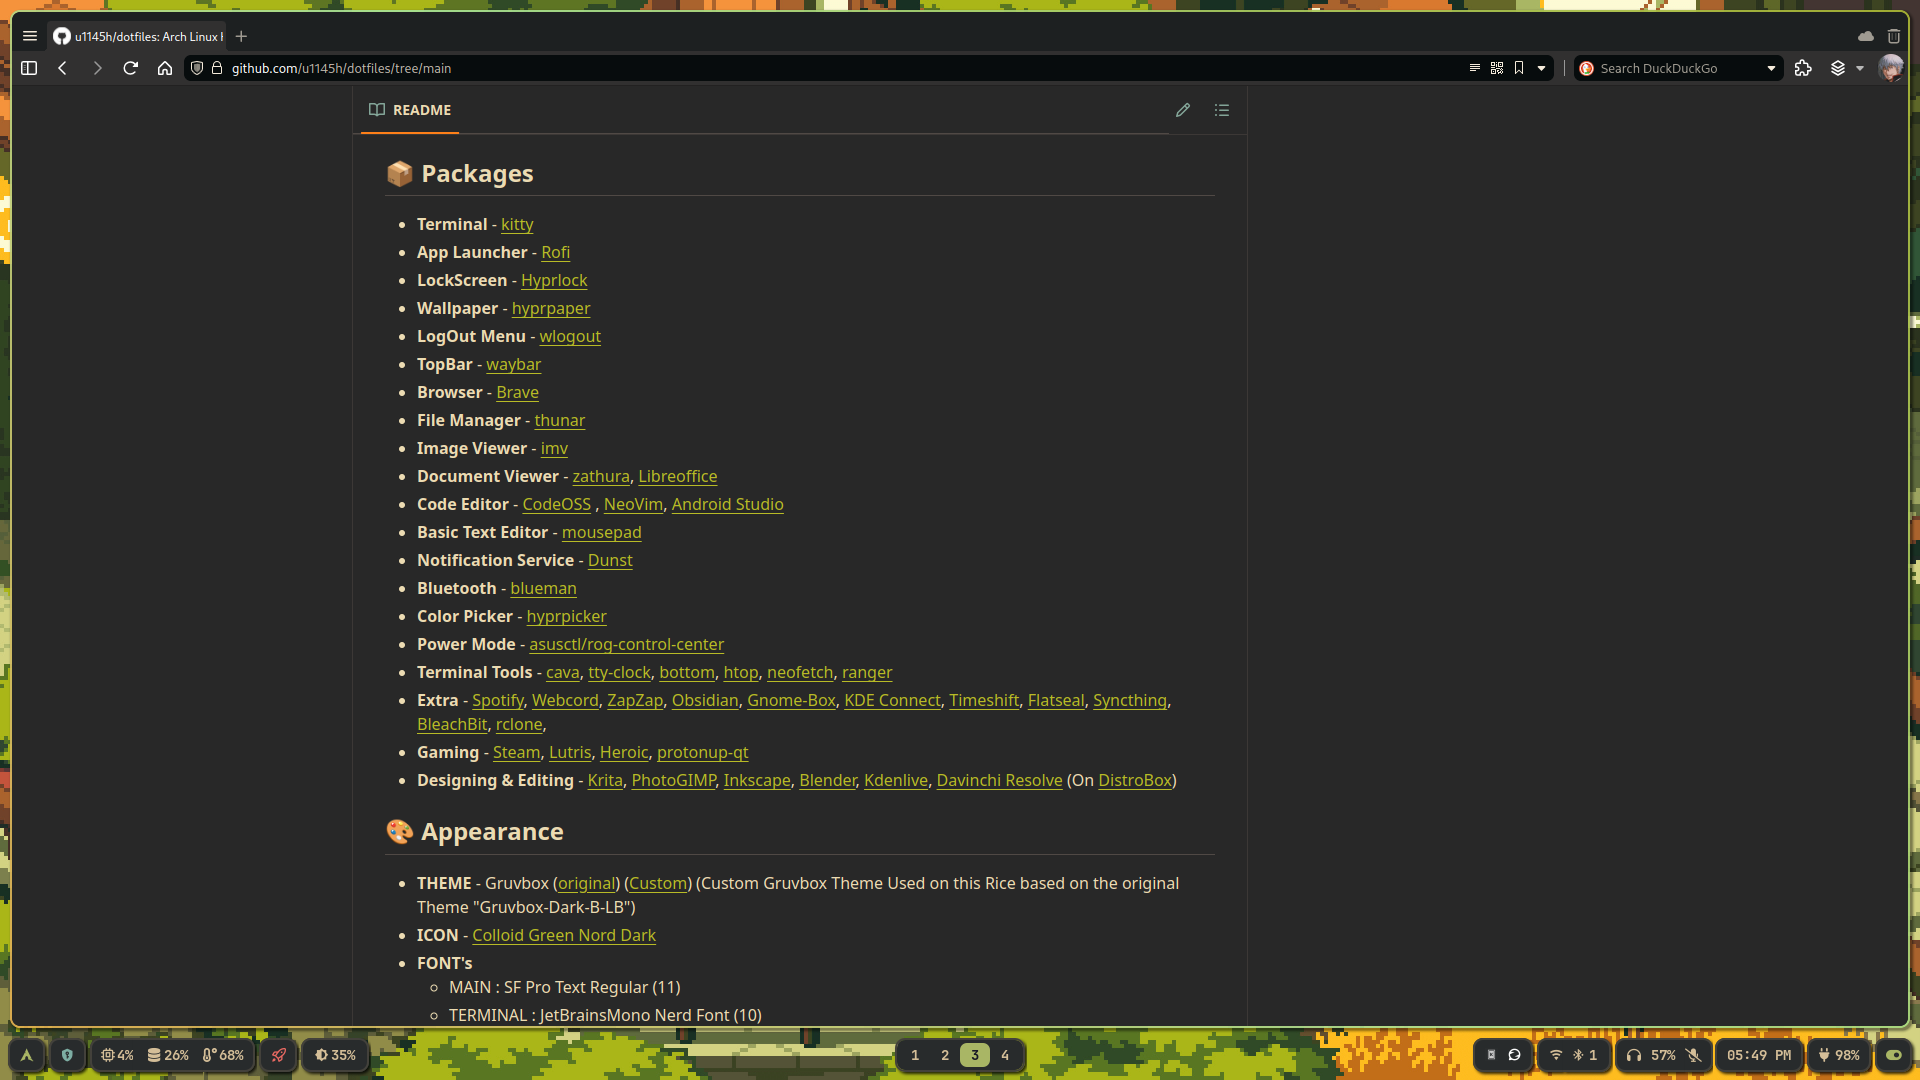 u1145h/dotfiles: Arch Linux
github.com/u1145h/dotfiles/tree/main
Search DuckDuckGo
README
📦 Packages
Terminal - kitty
App Launcher - Rofi
LockScreen - Hyprlock
Wallpaper - hyprpaper
LogOut Menu - wlogout
TopBar - waybar
Browser - Brave
File Manager - thunar
Image Viewer - imv
Document Viewer - zathura, Libreoffice
Code Editor - CodeOSS , NeoVim, Android Studio
Basic Text Editor - mousepad
Notification Service - Dunst
Bluetooth - blueman
Color Picker - hyprpicker
Power Mode - asusctl/rog-control-center
Terminal Tools - cava, tty-clock, bottom, htop, neofetch, ranger
Extra - Spotify, Webcord, ZapZap, Obsidian, Gnome-Box, KDE Connect, Timeshift, Flatseal, Syncthing,
BleachBit, rclone,
Gaming - Steam, Lutris, Heroic, protonup-qt
Designing & Editing - Krita, PhotoGIMP, Inkscape, Blender, Kdenlive, Davinchi Resolve (On DistroBox)
🎨 Appearance
THEME - Gruvbox (original) (Custom) (Custom Gruvbox Theme Used on this Rice based on the original
Theme "Gruvbox-Dark-B-LB")
ICON - Colloid Green Nord Dark
FONT's
MAIN : SF Pro Text Regular (11)
TERMINAL : JetBrainsMono Nerd Font (10)
4% 26% 68% 35% 1 2 3 4 1 57% 05:49 PM 98%